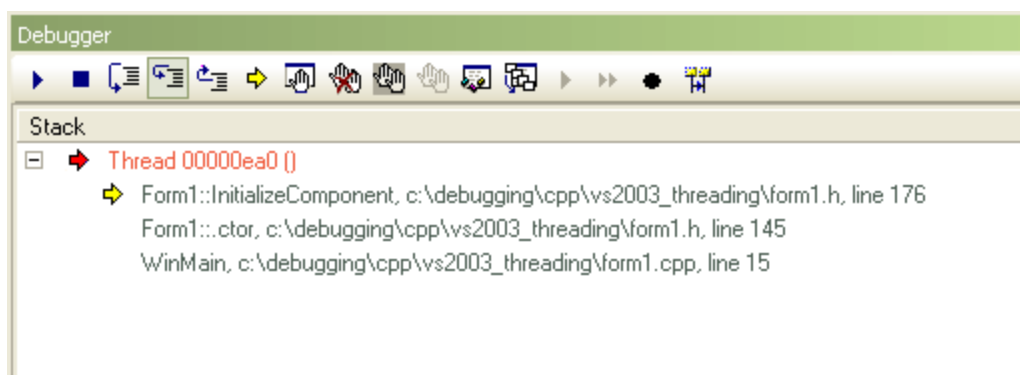 Debugger
Stack
Thread 00000ea0 ()
Form1::InitializeComponent, c:\debugging\cpp\vs2003_threading\form1.h, line 176
Form1::.ctor, c:\debugging\cpp\vs2003_threading\form1.h, line 145
WinMain, c:\debugging\cpp\vs2003_threading\form1.cpp, line 15